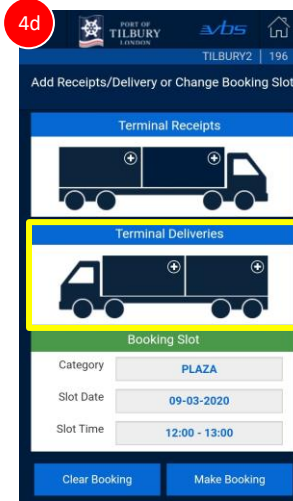 4d
PORT OF
TILBURY
LONDON
vbs
TILBURY2 | 196
Add Receipts/Delivery or Change Booking Slot
Terminal Receipts
Terminal Deliveries
Booking Slot
Category PLAZA
Slot Date 09-03-2020
Slot Time 12:00 - 13:00
Clear Booking Make Booking